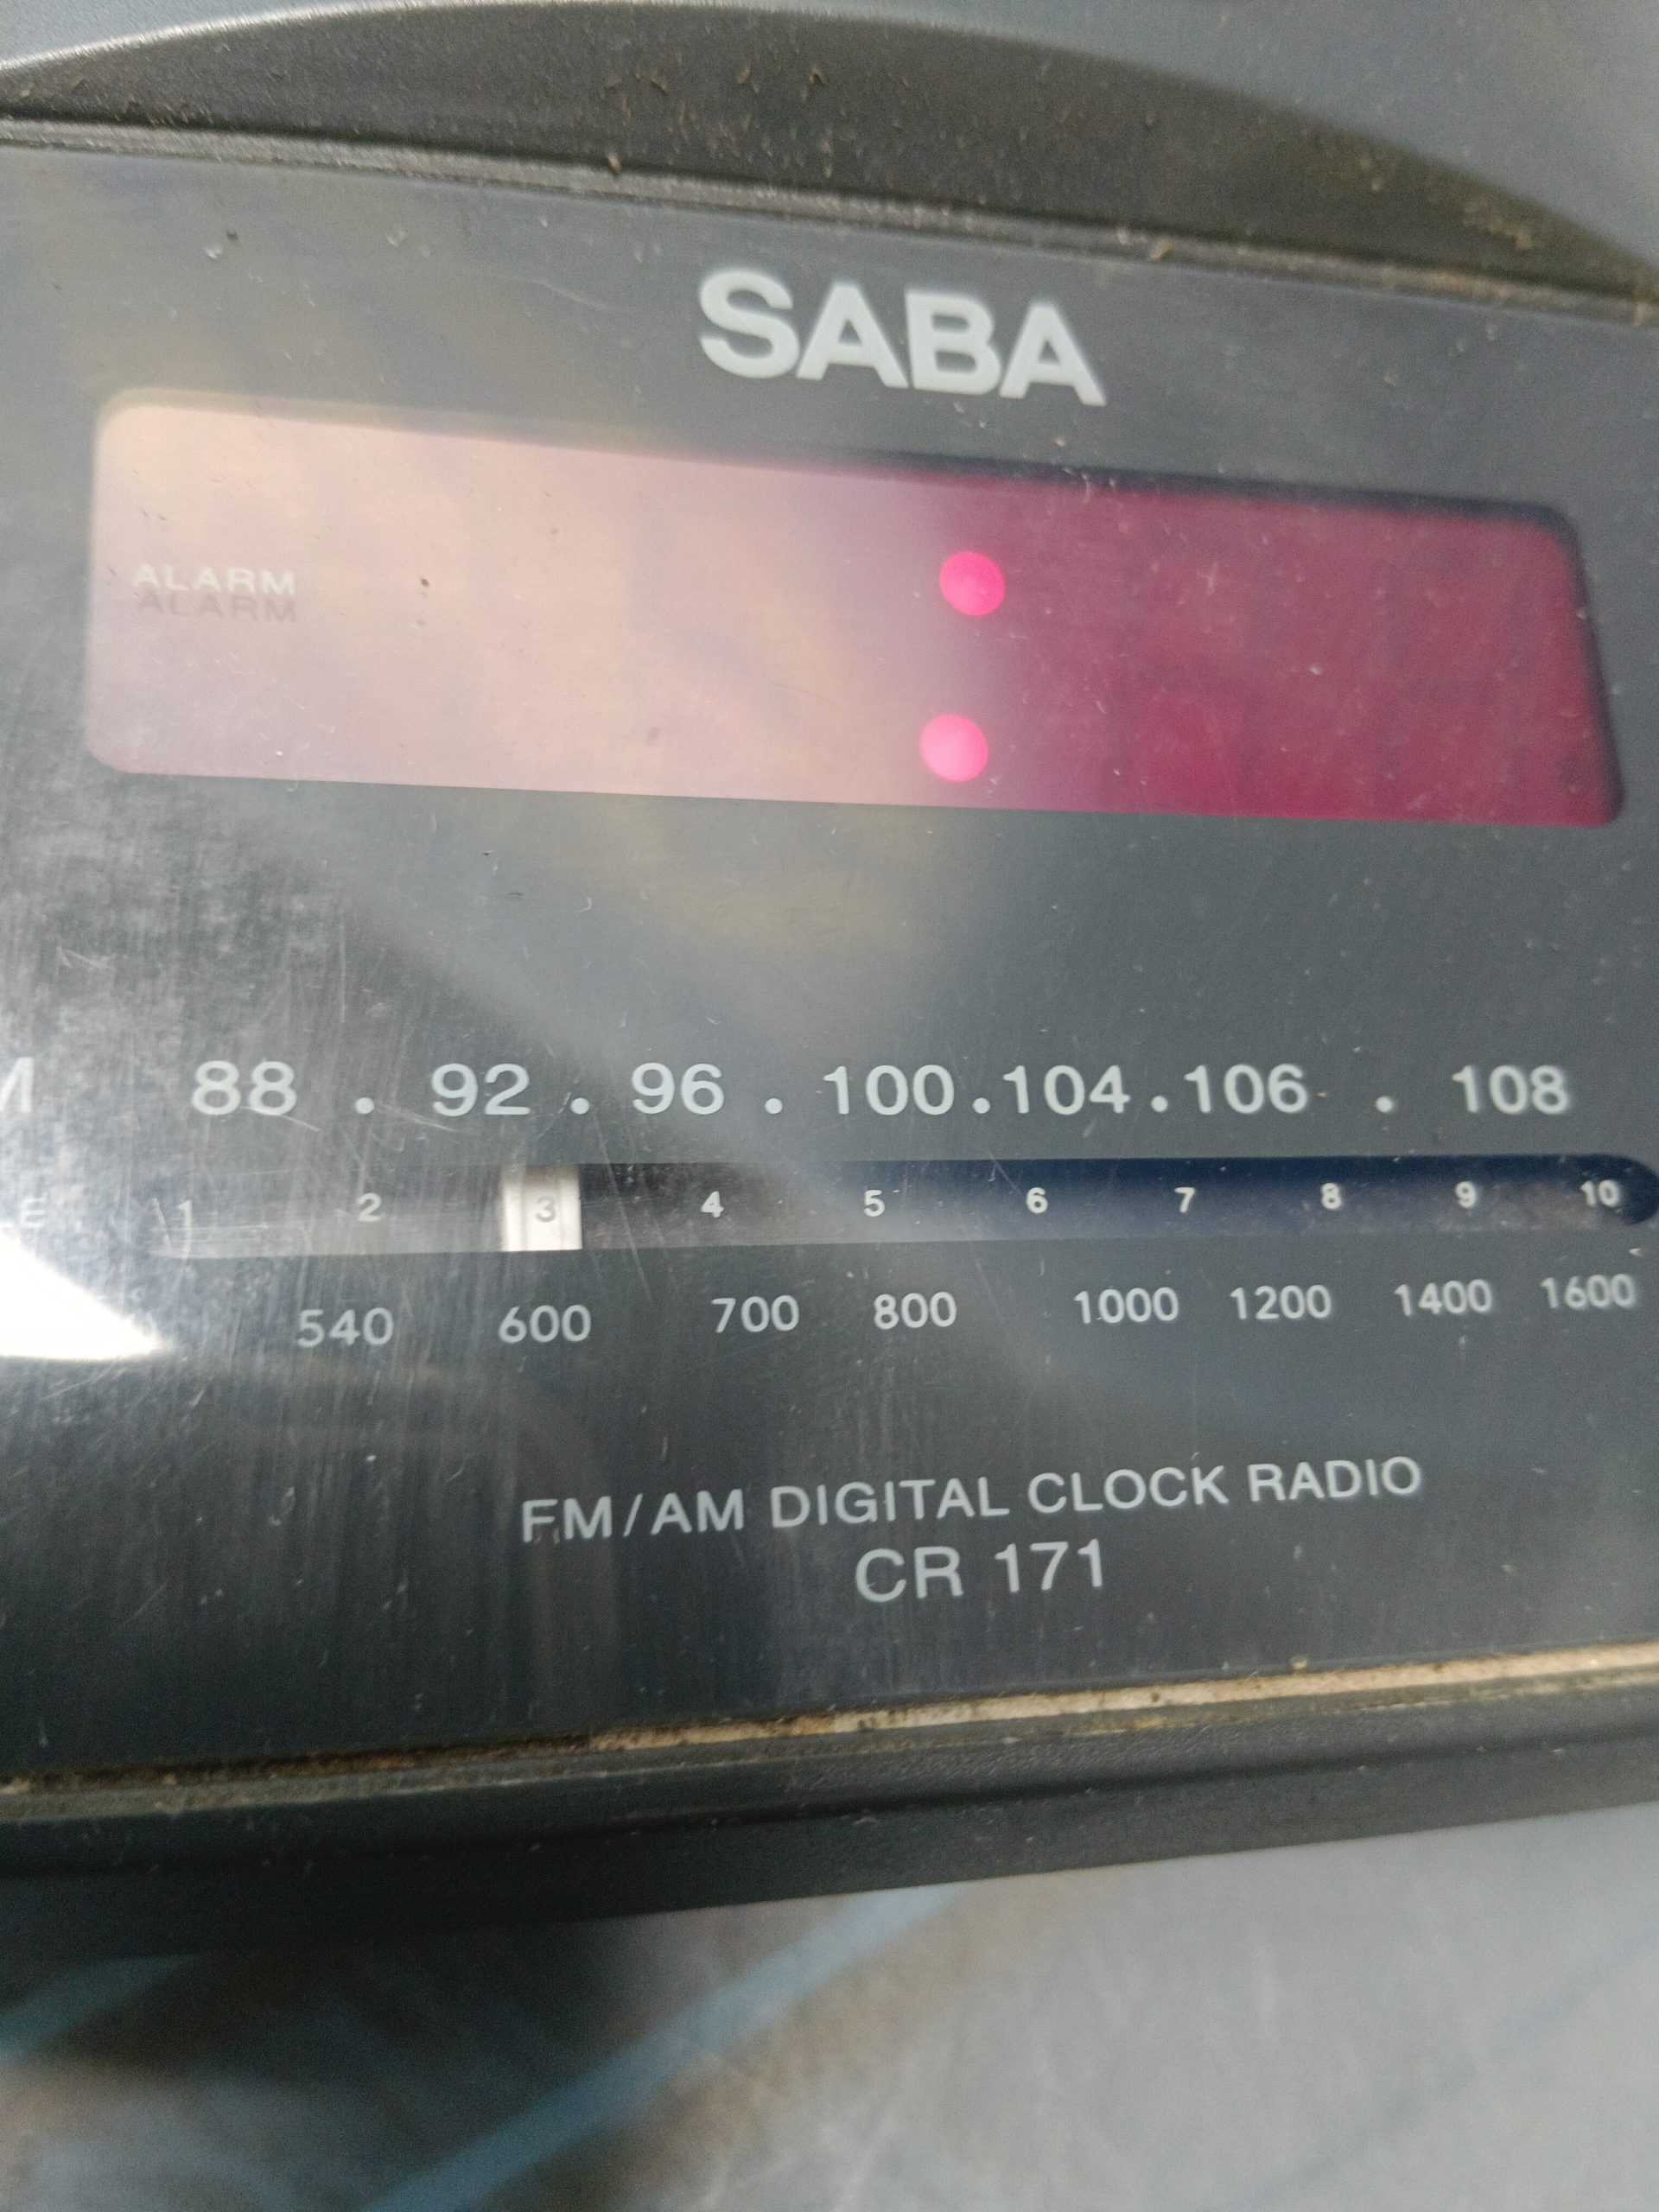 SABA
ALARM
88 . 92 . 96 . 100 . 104 . 106 . 108
1 2 3 4 5 6 7 8 9 10
540 600 700 800 1000 1200 1400 1600
FM/AM DIGITAL CLOCK RADIO
CR 171